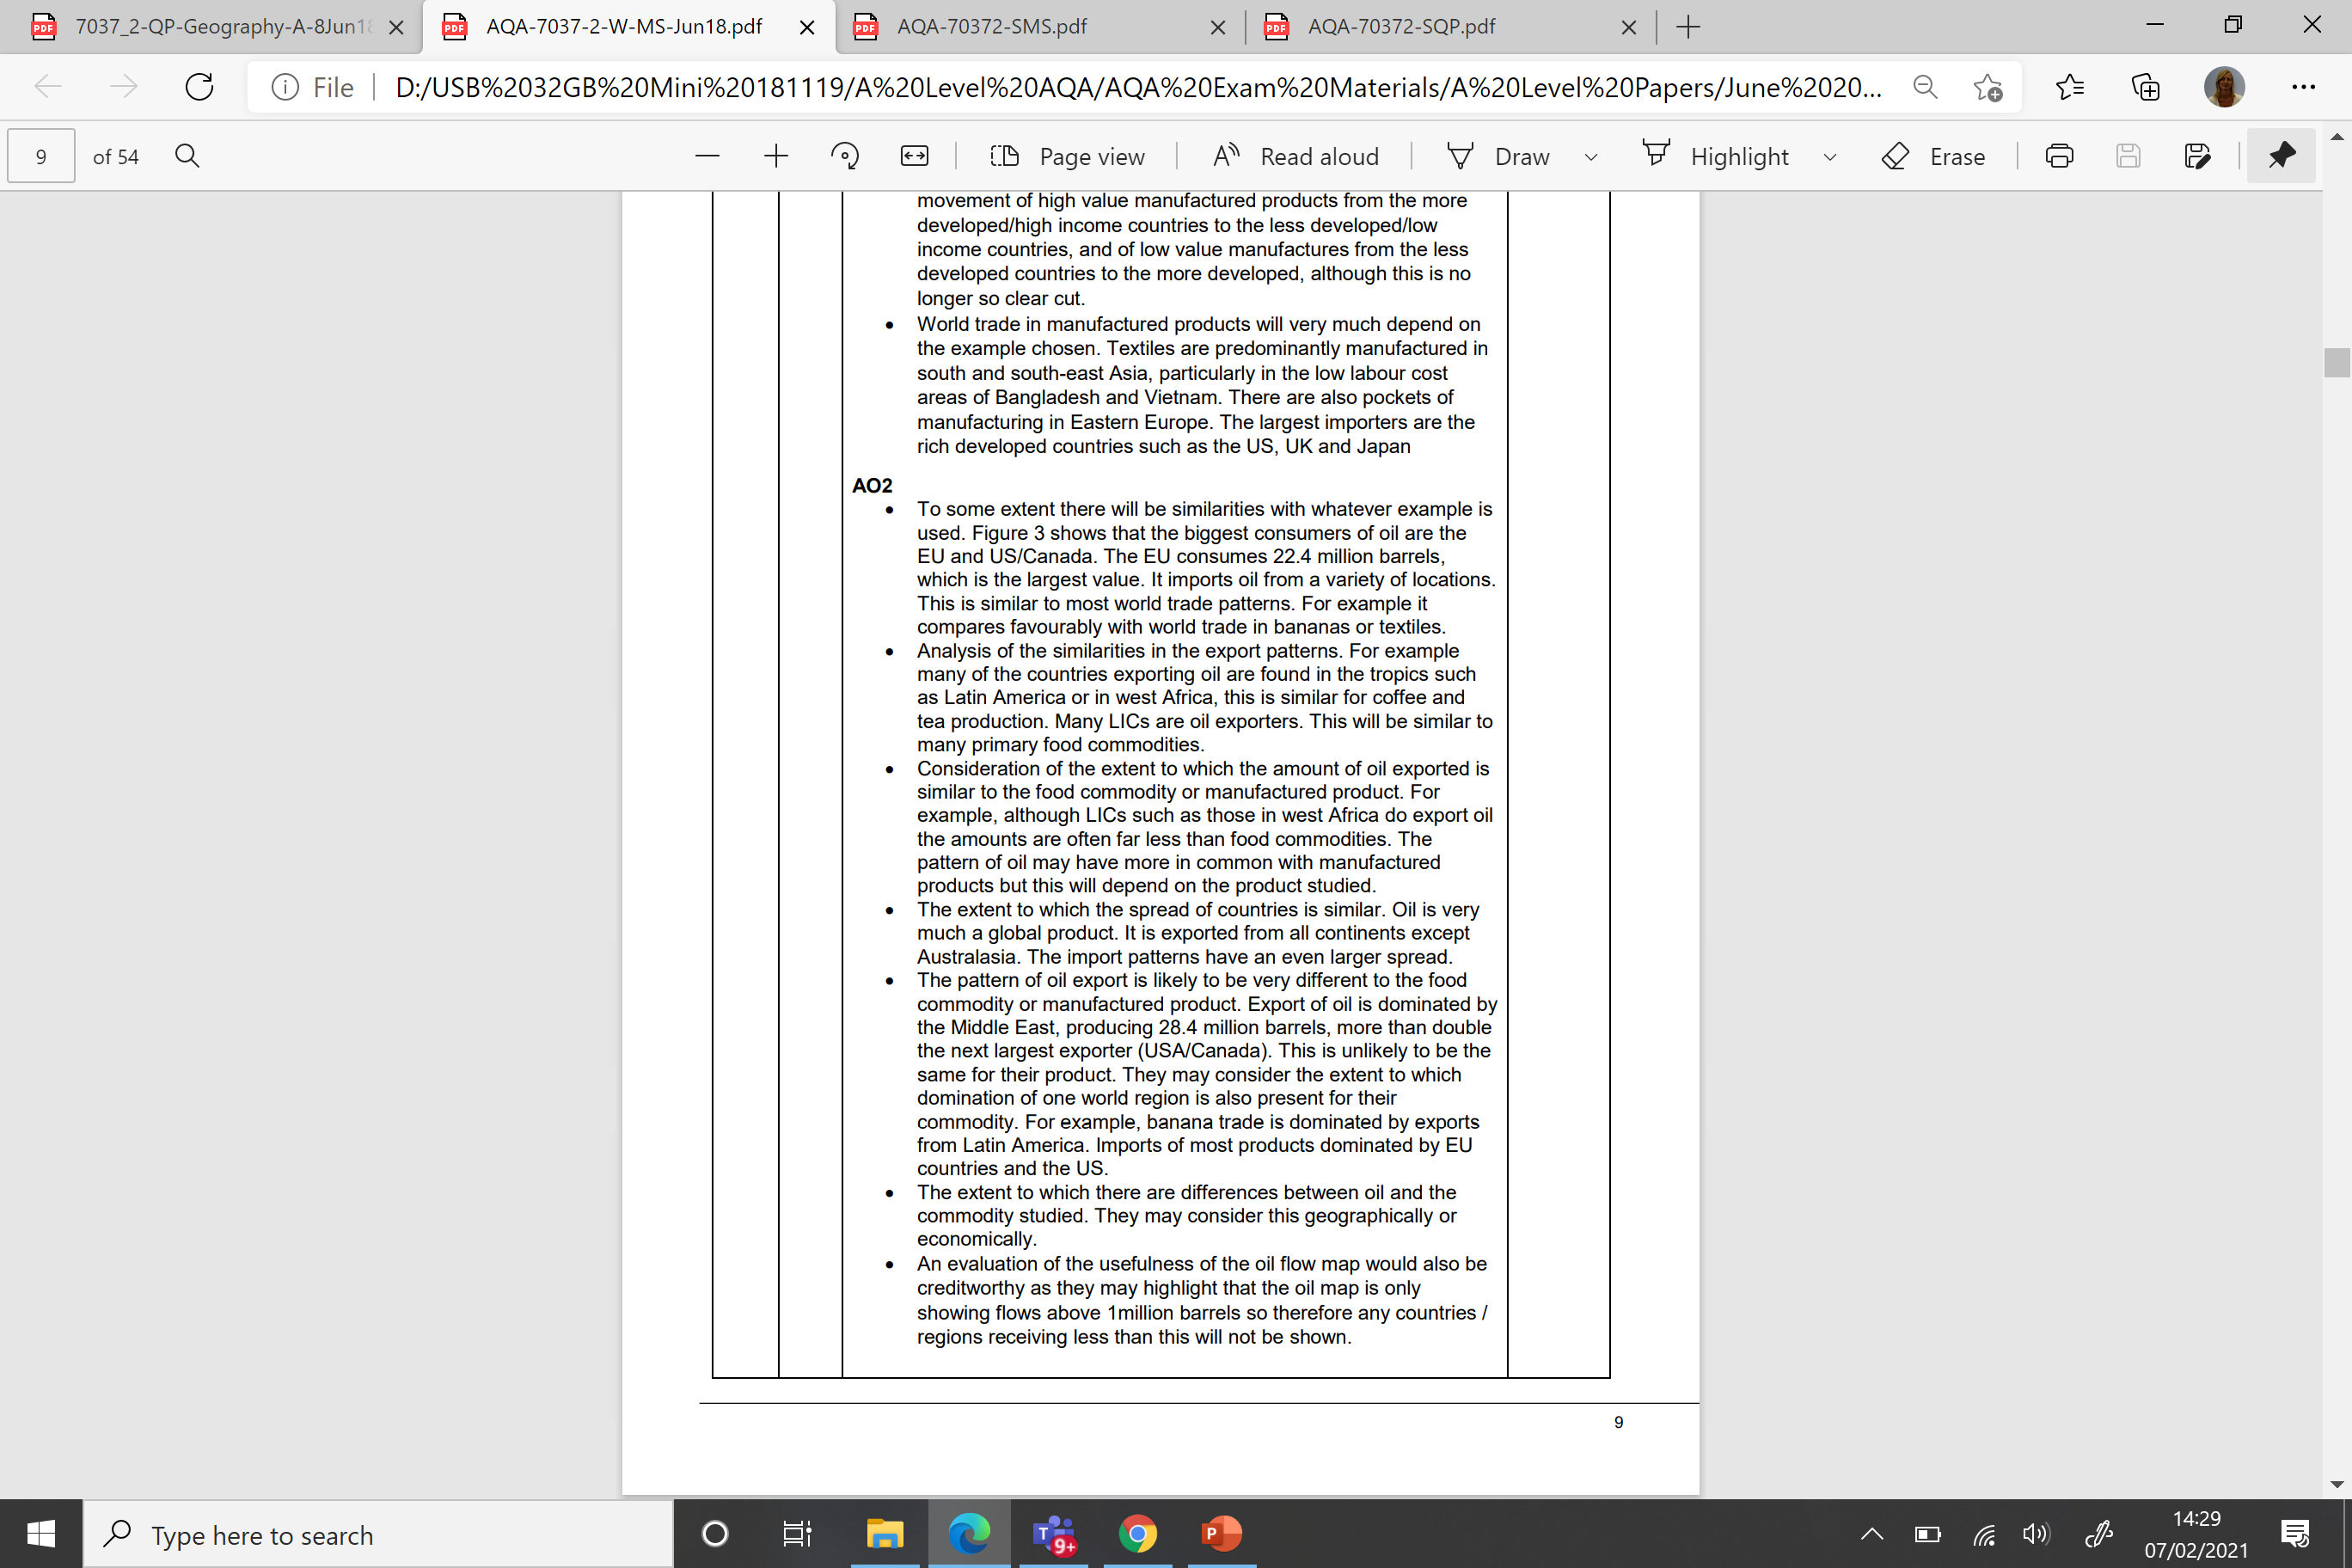 7037_2-QP-Geography-A-8Jun18
AQA-7037-2-W-MS-Jun18.pdf
AQA-70372-SMS.pdf
AQA-70372-SQP.pdf
File
D:/USB%2032GB%20Mini%20181119/A%20Level%20AQA/AQA%20Exam%20Materials/A%20Level%20Papers/June%2020...
9 of 54
Page view
Read aloud
Draw
Highlight
Erase
movement of high value manufactured products from the more
developed/high income countries to the less developed/low
income countries, and of low value manufactures from the less
developed countries to the more developed, although this is no
longer so clear cut.
• World trade in manufactured products will very much depend on
the example chosen. Textiles are predominantly manufactured in
south and south-east Asia, particularly in the low labour cost
areas of Bangladesh and Vietnam. There are also pockets of
manufacturing in Eastern Europe. The largest importers are the
rich developed countries such as the US, UK and Japan
AO2
• To some extent there will be similarities with whatever example is
used. Figure 3 shows that the biggest consumers of oil are the
EU and US/Canada. The EU consumes 22.4 million barrels,
which is the largest value. It imports oil from a variety of locations.
This is similar to most world trade patterns. For example it
compares favourably with world trade in bananas or textiles.
• Analysis of the similarities in the export patterns. For example
many of the countries exporting oil are found in the tropics such
as Latin America or in west Africa, this is similar for coffee and
tea production. Many LICs are oil exporters. This will be similar to
many primary food commodities.
• Consideration of the extent to which the amount of oil exported is
similar to the food commodity or manufactured product. For
example, although LICs such as those in west Africa do export oil
the amounts are often far less than food commodities. The
pattern of oil may have more in common with manufactured
products but this will depend on the product studied.
• The extent to which the spread of countries is similar. Oil is very
much a global product. It is exported from all continents except
Australasia. The import patterns have an even larger spread.
• The pattern of oil export is likely to be very different to the food
commodity or manufactured product. Export of oil is dominated by
the Middle East, producing 28.4 million barrels, more than double
the next largest exporter (USA/Canada). This is unlikely to be the
same for their product. They may consider the extent to which
domination of one world region is also present for their
commodity. For example, banana trade is dominated by exports
from Latin America. Imports of most products dominated by EU
countries and the US.
• The extent to which there are differences between oil and the
commodity studied. They may consider this geographically or
economically.
• An evaluation of the usefulness of the oil flow map would also be
creditworthy as they may highlight that the oil map is only
showing flows above 1million barrels so therefore any countries /
regions receiving less than this will not be shown.
9
Type here to search
9+
14:29
07/02/2021